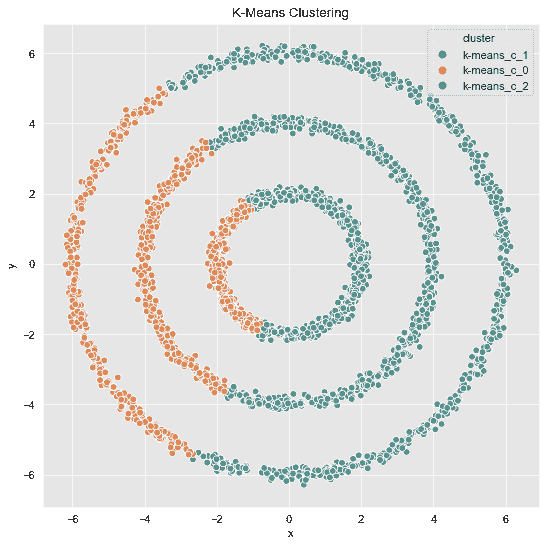 K-Means Clustering
cluster
k-means_c_1
k-means_c_0
k-means_c_2
6
4
2
0
−2
−4
−6
y
−6 −4 −2 0 2 4 6
x